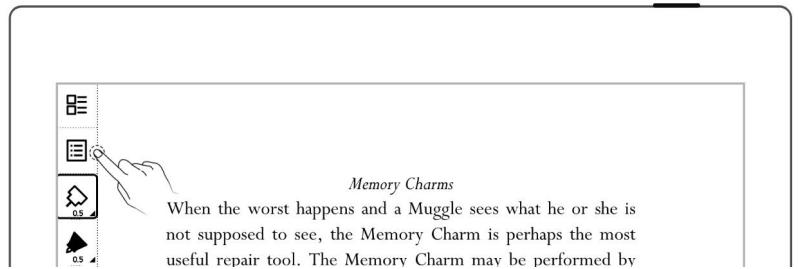 Memory Charms
When the worst happens and a Muggle sees what he or she is
0.5
not supposed to see, the Memory Charm is perhaps the most
0.5
useful repair tool. The Memory Charm may be performed by